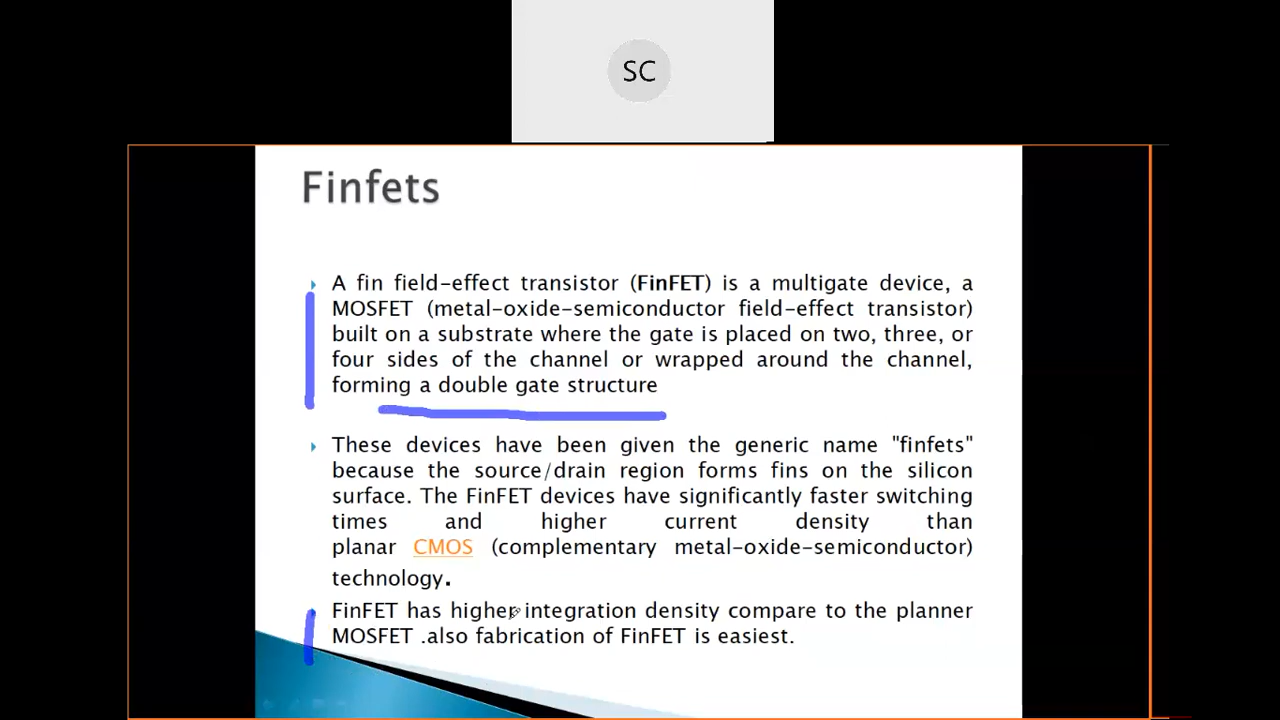 SC
Finfets
A fin field-effect transistor (FinFET) is a multigate device, a
MOSFET (metal-oxide-semiconductor field-effect transistor)
built on a substrate where the gate is placed on two, three, or
four sides of the channel or wrapped around the channel,
forming a double gate structure
These devices have been given the generic name "finfets"
because the source/drain region forms fins on the silicon
surface. The FinFET devices have significantly faster switching
times and higher current density than
planar CMOS (complementary metal-oxide-semiconductor)
technology.
FinFET has higher integration density compare to the planner
MOSFET .also fabrication of FinFET is easiest.